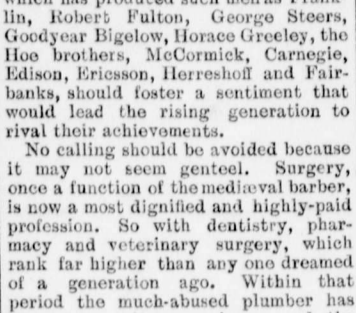 which has produced such men as Frank-
lin, Robert Fulton, George Steers,
Goodyear Bigelow, Horace Greeley, the
Hoe brothers, McCormick, Carnegie,
Edison, Ericsson, Herreshoff and Fair-
banks, should foster a sentiment that
would lead the rising generation to
rival their achievements.
No calling should be avoided because
it may not seem genteel. Surgery,
once a function of the mediæval barber,
is now a most dignified and highly-paid
profession. So with dentistry, phar-
macy and veterinary surgery, which
rank far higher than any one dreamed
of a generation ago. Within that
period the much-abused plumber has